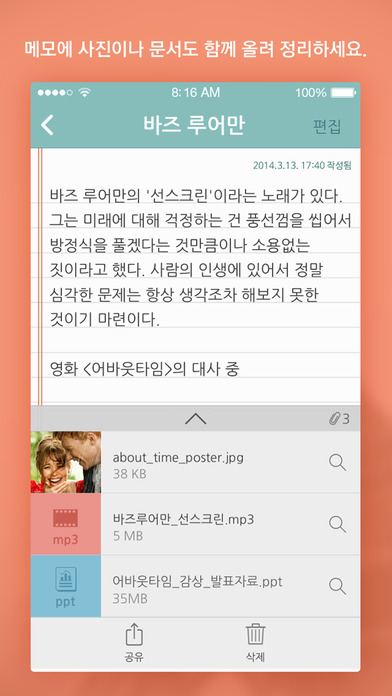 메모에 사진이나 문서도 함께 올려 정리하세요.
8:16 AM
100%
바즈 루어만
편집
2014.3.13. 17:40 작성됨
바즈 루어만의 '선스크린'이라는 노래가 있다.
그는 미래에 대해 걱정하는 건 풍선껌을 씹어서
방정식을 풀겠다는 것만큼이나 소용없는
짓이라고 했다. 사람의 인생에 있어서 정말
심각한 문제는 항상 생각조차 해보지 못한
것이기 마련이다.
영화 <어바웃타임>의 대사 중
3
about_time_poster.jpg
38 KB
mp3
바즈루어만_선스크린.mp3
5 MB
ppt
어바웃타임_감상_발표자료.ppt
35MB
공유
삭제